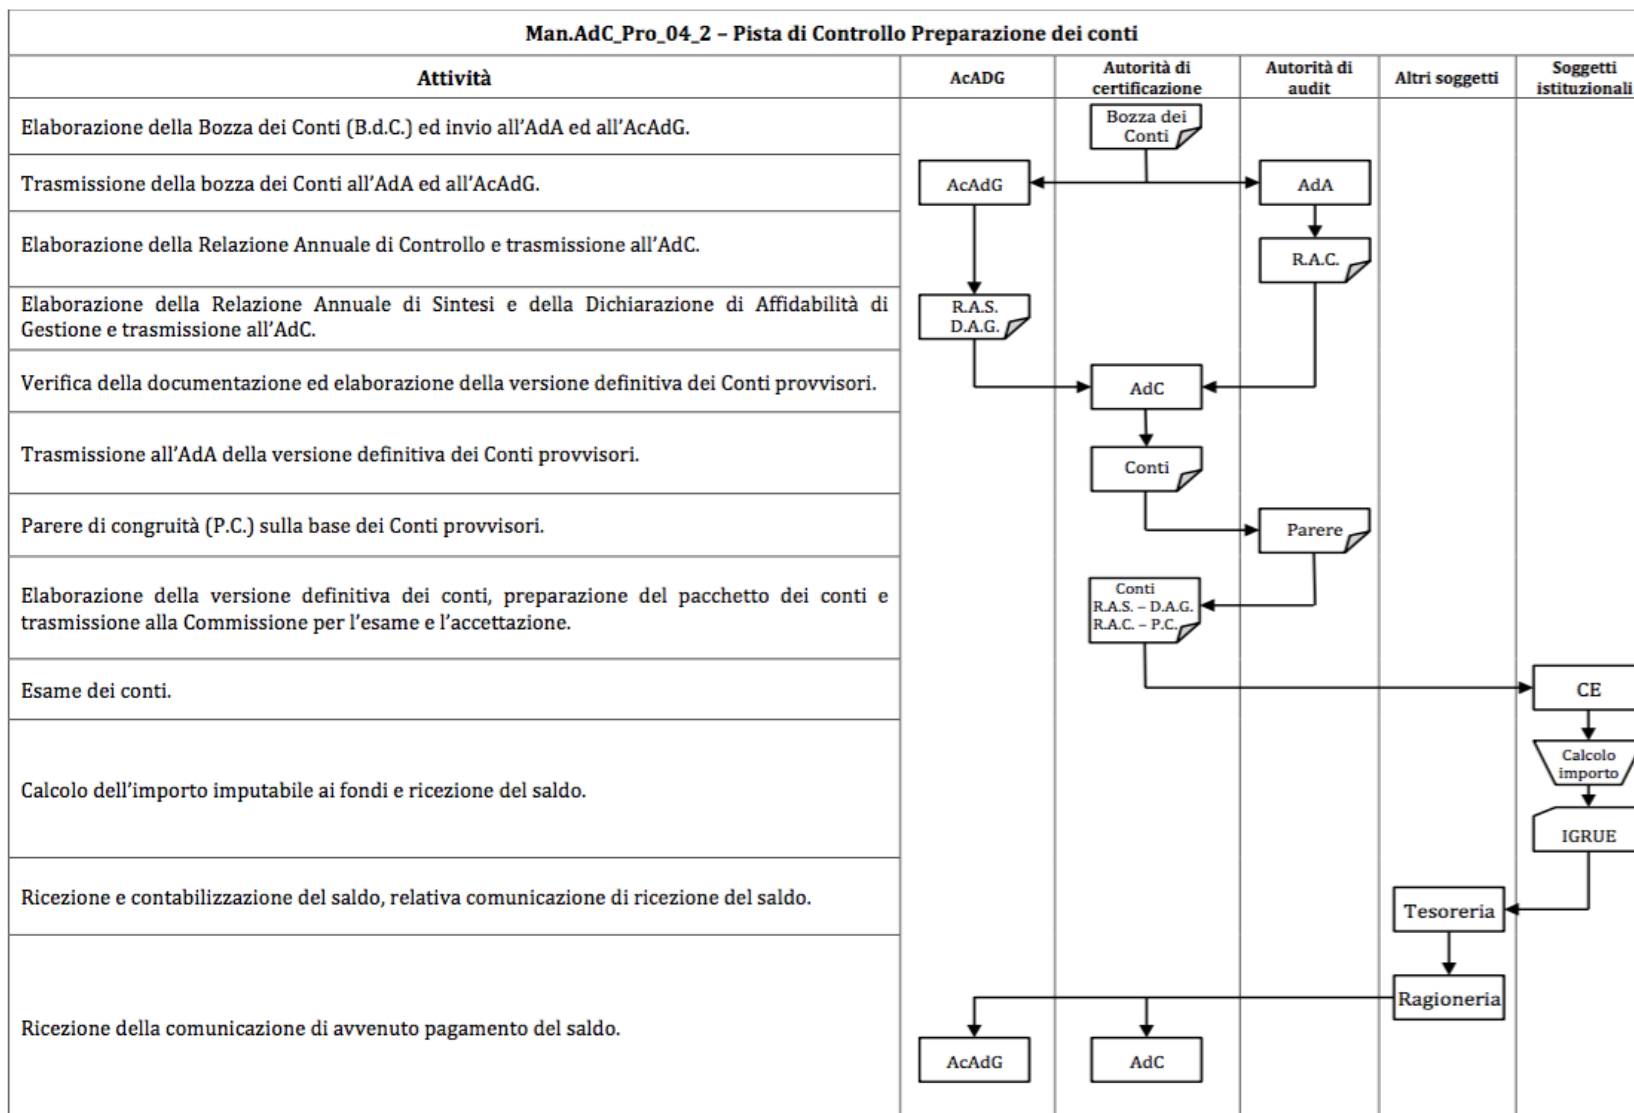 Man.AdC_Pro_04_2 – Pista di Controllo Preparazione dei conti
Attività
AcADG
Autorità di
certificazione
Autorità di
audit
Altri soggetti
Soggetti
istituzionali
Elaborazione della Bozza dei Conti (B.d.C.) ed invio all'AdA ed all'AcAdG.
Bozza dei
Conti
Trasmissione della bozza dei Conti all'AdA ed all'AcAdG.
AcAdG
AdA
Elaborazione della Relazione Annuale di Controllo e trasmissione all'AdC.
R.A.C.
Elaborazione della Relazione Annuale di Sintesi e della Dichiarazione di Affidabilità di
Gestione e trasmissione all'AdC.
R.A.S.
D.A.G.
Verifica della documentazione ed elaborazione della versione definitiva dei Conti provvisori.
AdC
Trasmissione all'AdA della versione definitiva dei Conti provvisori.
Conti
Parere di congruità (P.C.) sulla base dei Conti provvisori.
Parere
Elaborazione della versione definitiva dei conti, preparazione del pacchetto dei conti e
trasmissione alla Commissione per l'esame e l'accettazione.
Conti
R.A.S. – D.A.G.
R.A.C. – P.C.
Esame dei conti.
CE
Calcolo dell'importo imputabile ai fondi e ricezione del saldo.
Calcolo
importo
IGRUE
Ricezione e contabilizzazione del saldo, relativa comunicazione di ricezione del saldo.
Tesoreria
Ricezione della comunicazione di avvenuto pagamento del saldo.
Ragioneria
AcAdG
AdC